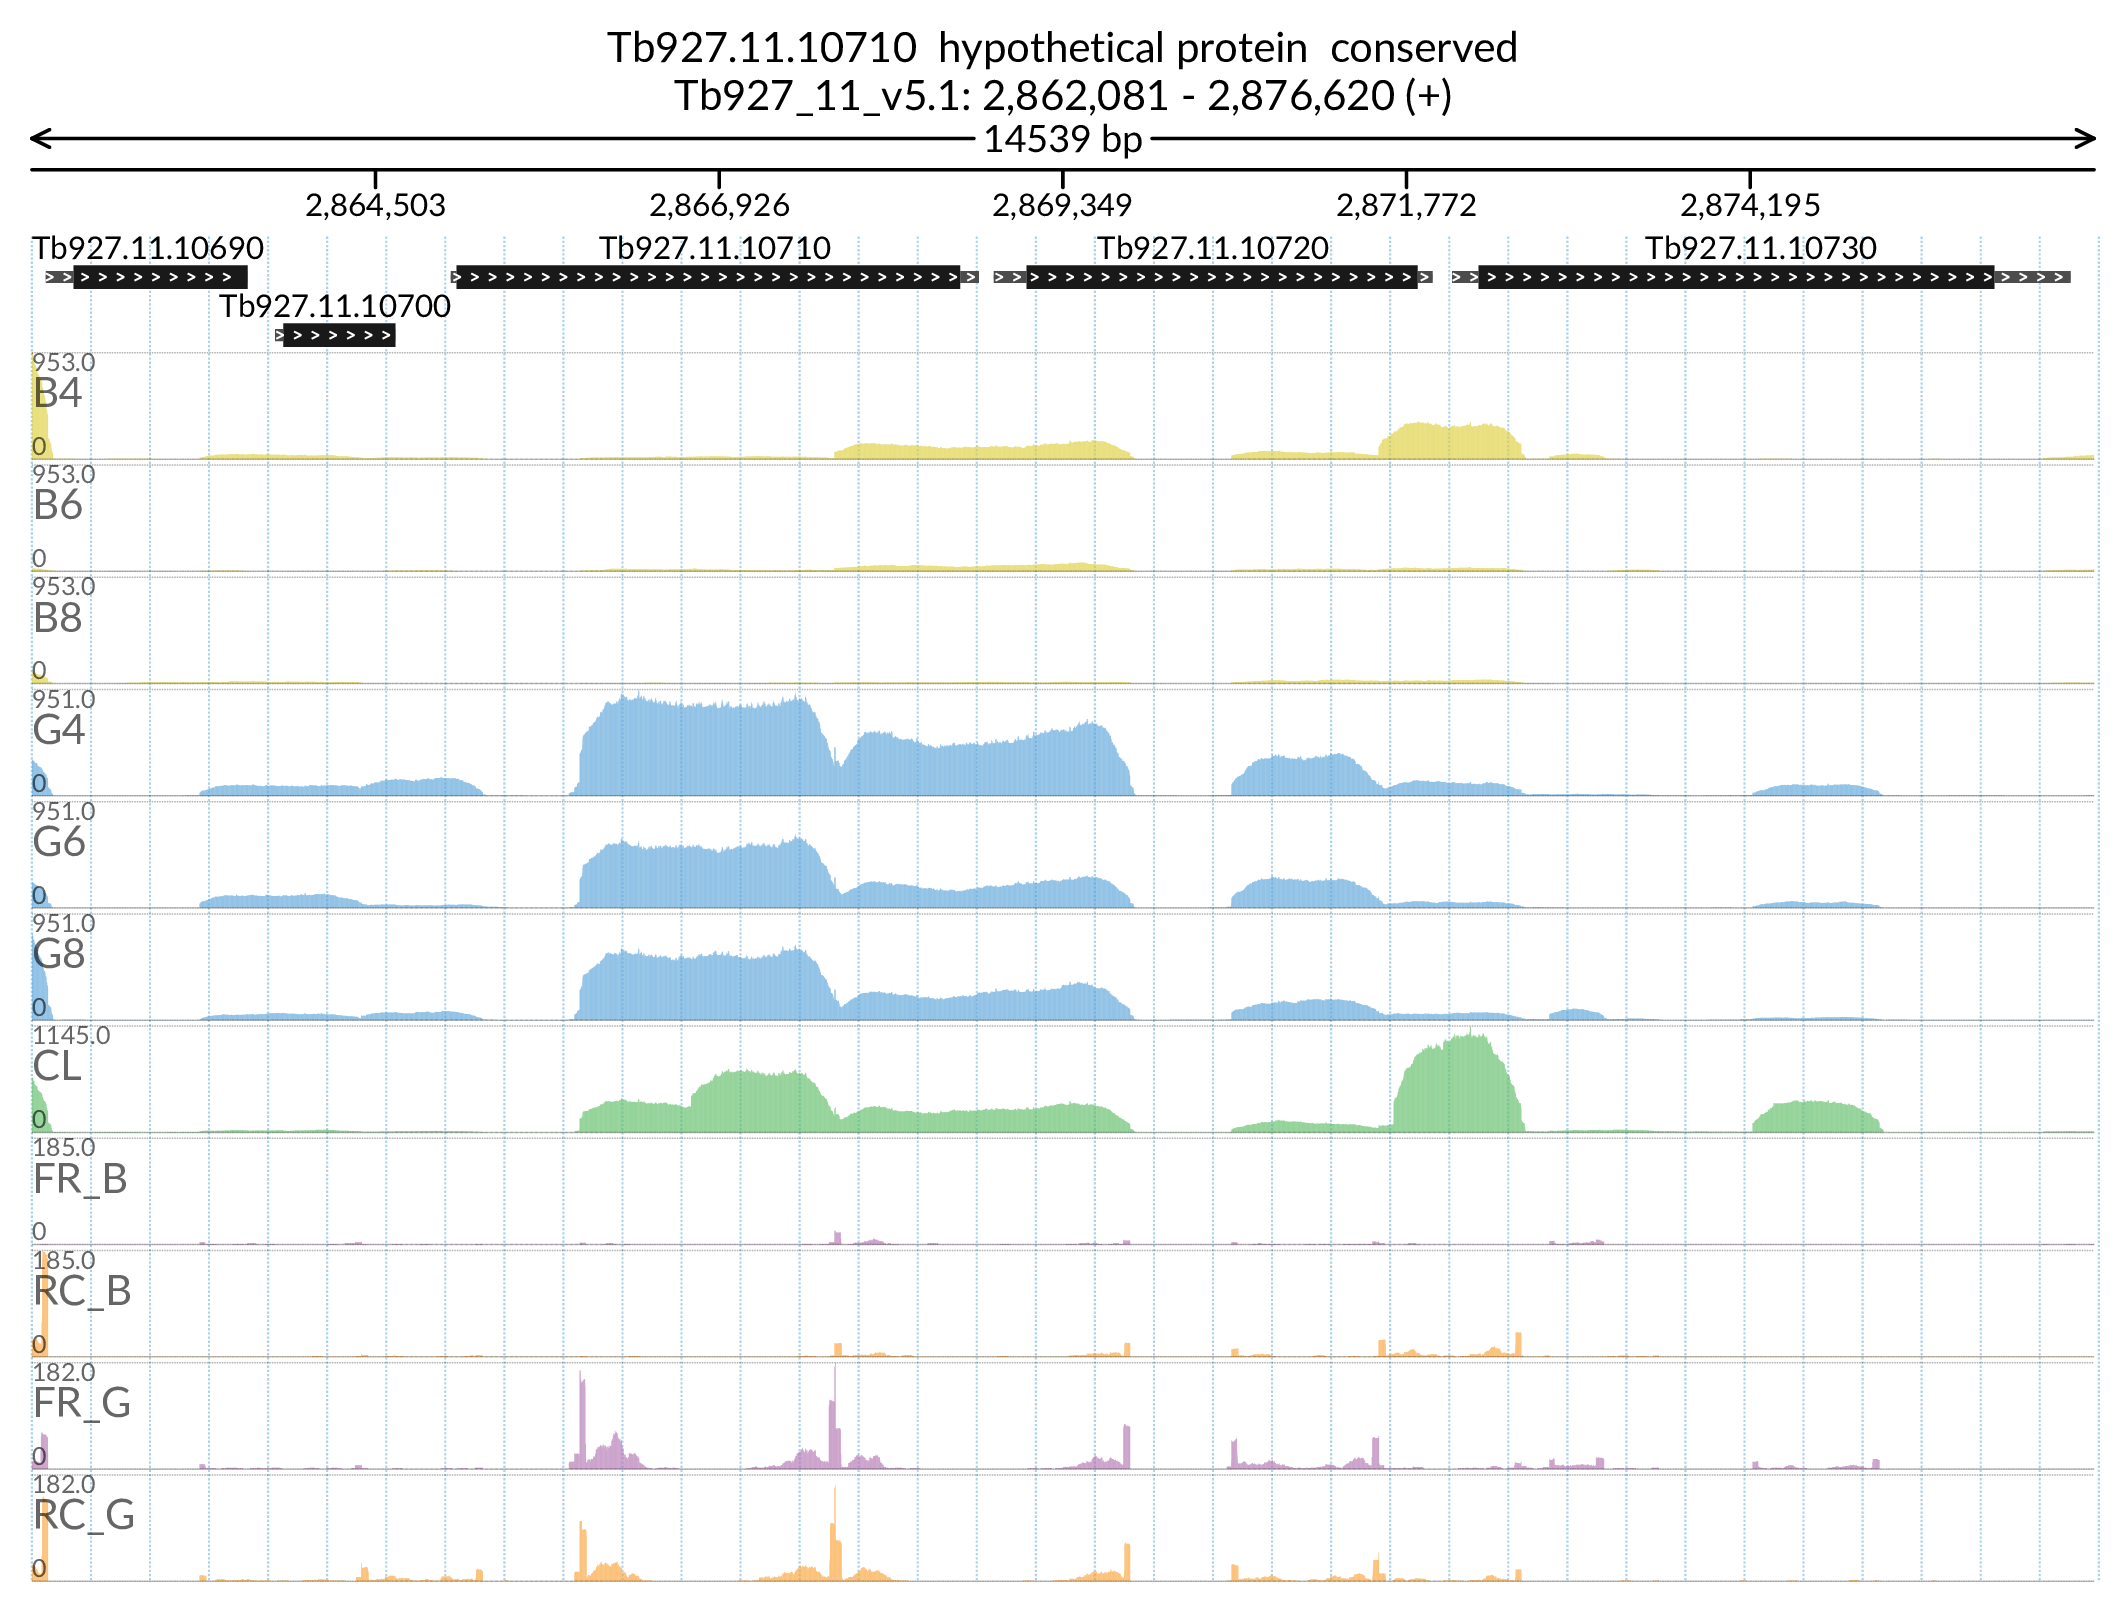 Tb927.11.10710 hypothetical protein conserved
Tb927_11_v5.1: 2,862,081 - 2,876,620 (+)
14539 bp
2,864,503 2,866,926 2,869,349 2,871,772 2,874,195
Tb927.11.10690 Tb927.11.10710 Tb927.11.10720 Tb927.11.10730
Tb927.11.10700
953.0
B4
0
953.0
B6
0
953.0
B8
0
951.0
G4
0
951.0
G6
0
951.0
G8
0
1145.0
CL
0
185.0
FR_B
0
185.0
RC_B
0
182.0
FR_G
0
182.0
RC_G
0